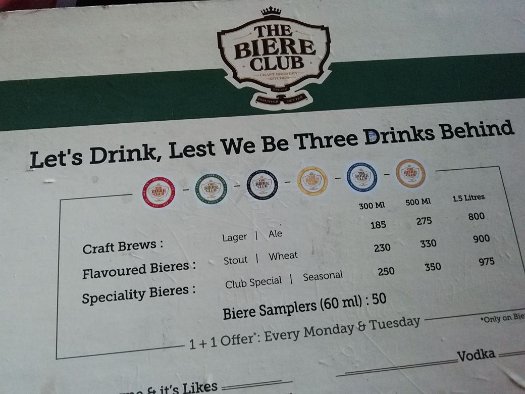 THE
BIERE
CLUB
Let's Drink, Lest We Be Three Drinks Behind
300 Ml 500 Ml 1.5 Litres
Craft Brews : Lager | Ale 185 275 800
Flavoured Bieres : Stout | Wheat 230 330 900
Speciality Bieres : Club Special | Seasonal 250 350 975
Biere Samplers (60 ml) : 50
1 + 1 Offer*: Every Monday & Tuesday
*Only on
& it's Likes
Vodka